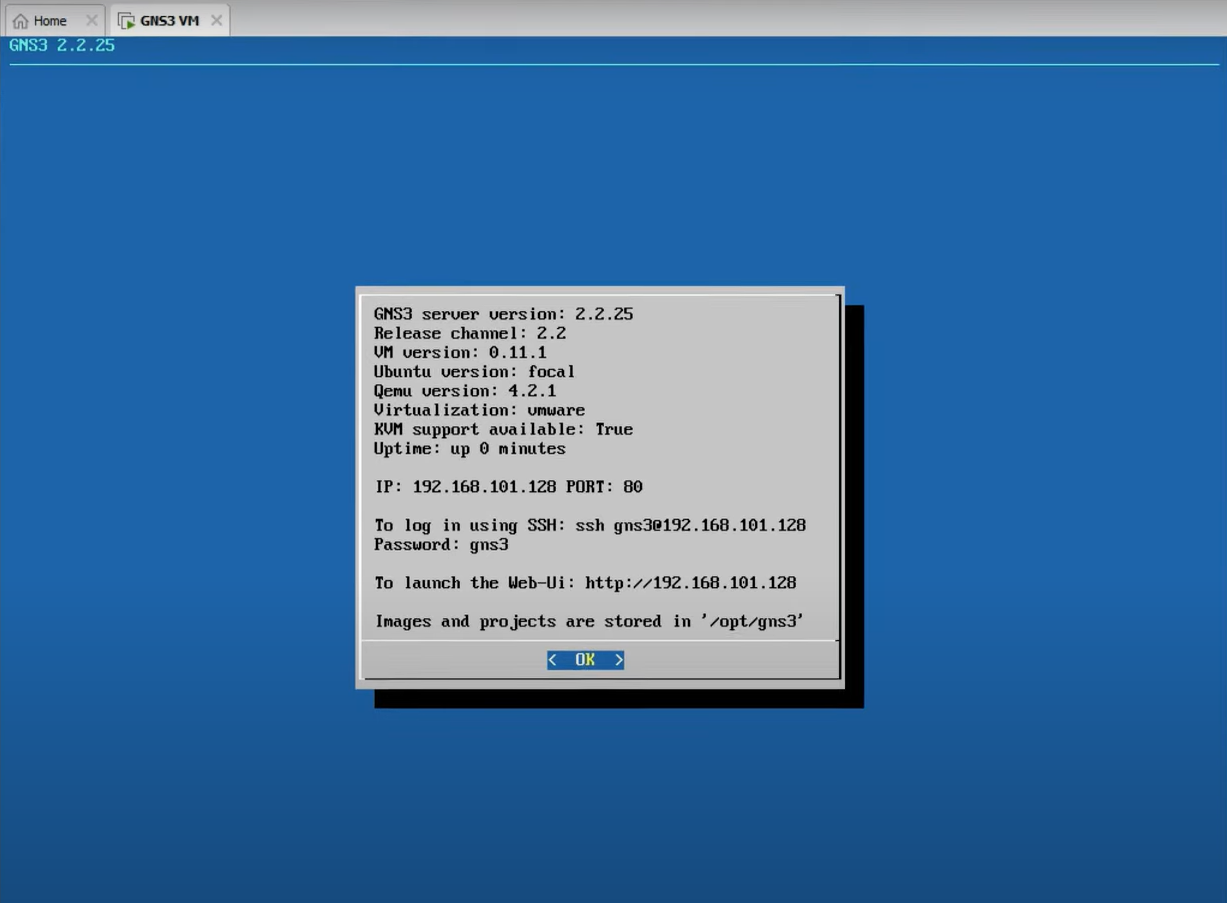 Home
GNS3 VM
GNS3 2.2.25
GNS3 server version: 2.2.25
Release channel: 2.2
VM version: 0.11.1
Ubuntu version: focal
Qemu version: 4.2.1
Virtualization: vmware
KVM support available: True
Uptime: up 0 minutes
IP: 192.168.101.128 PORT: 80
To log in using SSH: ssh gns3@192.168.101.128
Password: gns3
To launch the Web-Ui: http://192.168.101.128
Images and projects are stored in '/opt/gns3'
< OK >